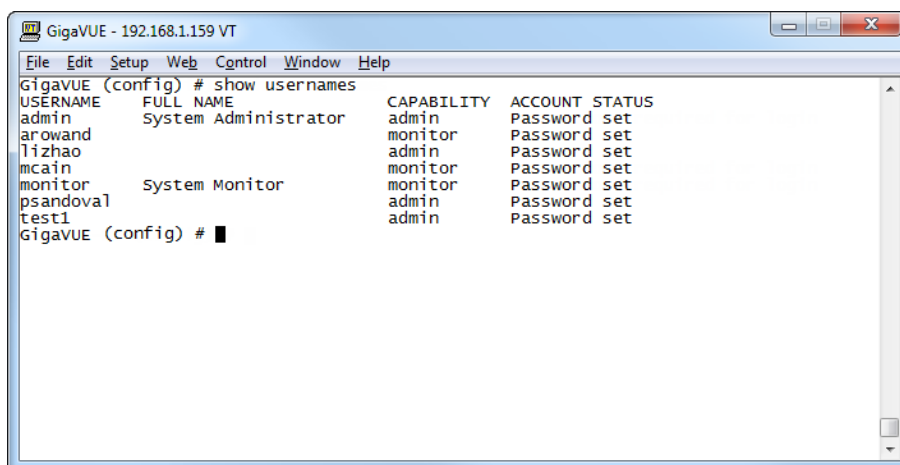 GigaVUE - 192.168.1.159 VT
File Edit Setup Web Control Window Help
GigaVUE (config) # show usernames
USERNAME FULL NAME CAPABILITY ACCOUNT STATUS
admin System Administrator admin Password set
arowand monitor Password set
lizhao admin Password set
mcain monitor Password set
monitor System Monitor monitor Password set
psandoval admin Password set
test1 admin Password set
GigaVUE (config) #